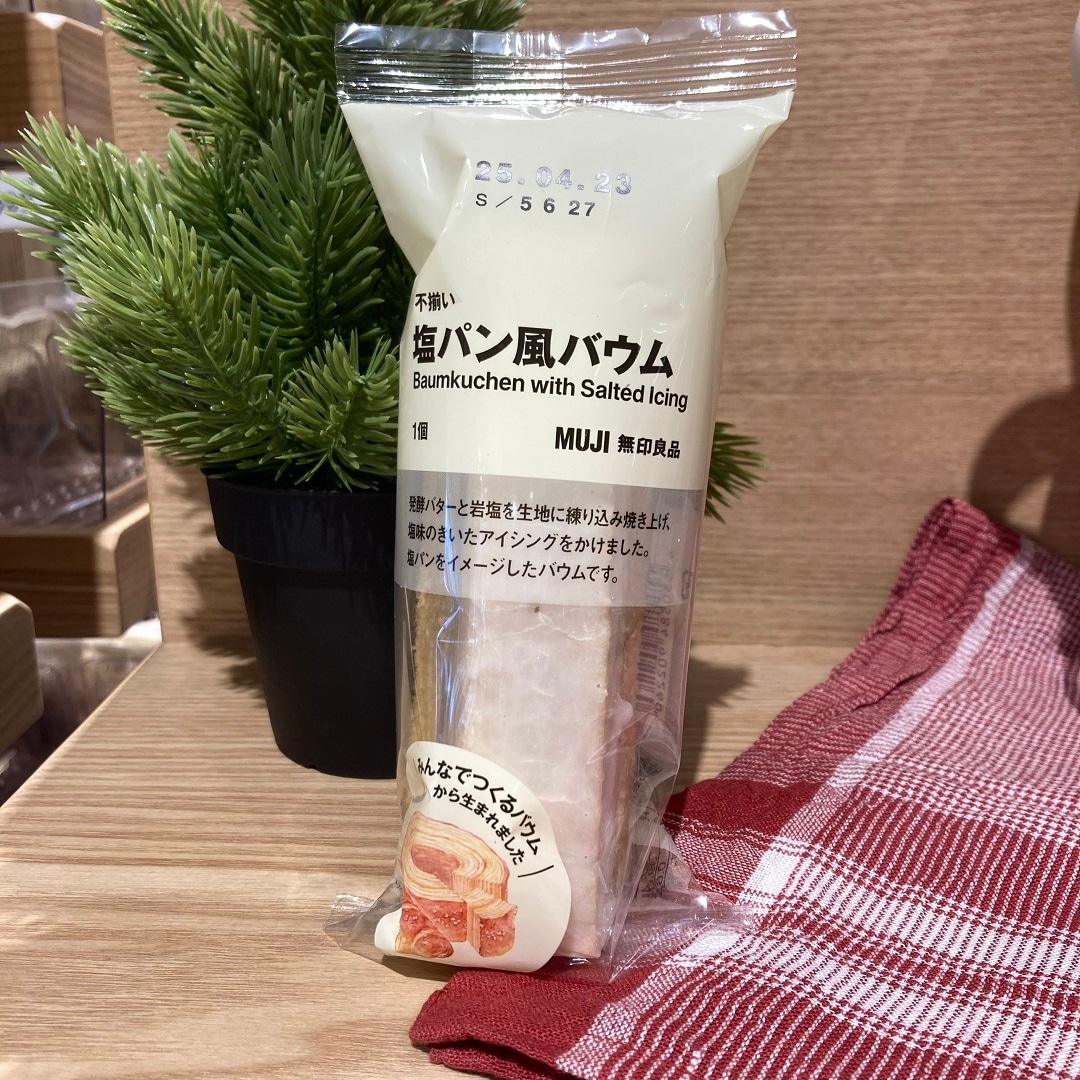 25.04.23
S/5627
不揃い
塩パン風バウム
Baumkuchen with Salted Icing
1個
MUJI 無印良品
発酵バターと岩塩を生地に練り込み焼き上げ、
塩味のきいたアイシングをかけました。
塩パンをイメージしたバウムです。
みんなでつくるバウム
から生まれました